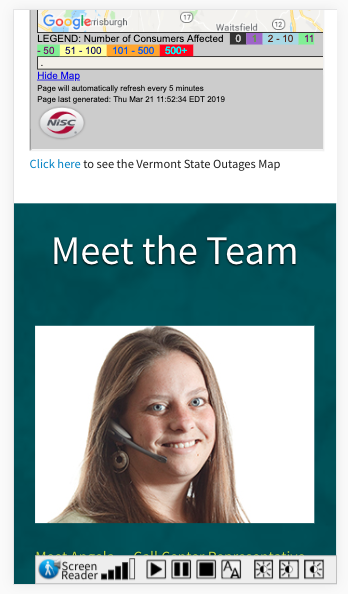 Google
rrisburgh
17
Waitsfield
12
LEGEND: Number of Consumers Affected 0 2 - 10 11
- 50 51 - 100 101 - 500 500+
.
Hide Map
Page will automatically refresh every 5 minutes
Page last generated: Thu Mar 21 11:52:34 EDT 2019
NISC
Click here to see the Vermont State Outages Map
Meet the Team
Meet Angela Call Center Representative
Screen
Reader
AA